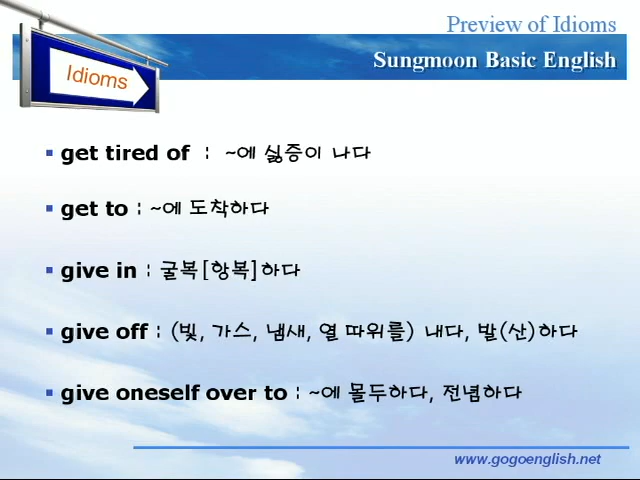 Preview of Idioms
Sungmoon Basic English
Idioms
get tired of : ~에 싫증이 나다
get to : ~에 도착하다
give in : 굴복[항복]하다
give off : (빛, 가스, 냄새, 열 따위를) 내다, 발(산)하다
give oneself over to : ~에 몰두하다, 전념하다
www.gogoenglish.net